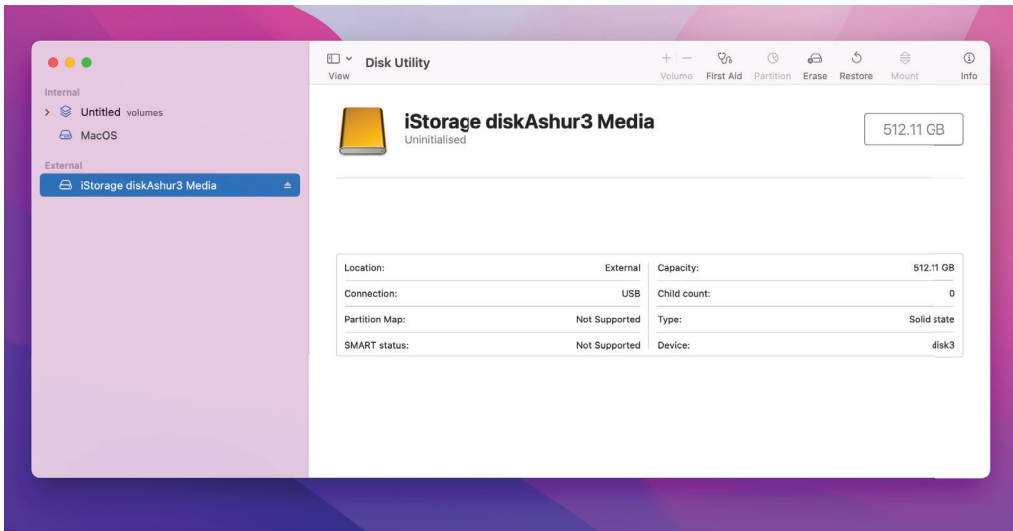 Disk Utility
View
Volume First Aid Partition Erase Restore Mount Info
Internal
Untitled volumes
MacOS
External
iStorage diskAshur3 Media
iStorage diskAshur3 Media
Uninitialised
512.11 GB
Location: External Capacity: 512.11 GB
Connection: USB Child count: 0
Partition Map: Not Supported Type: Solid state
SMART status: Not Supported Device: disk3